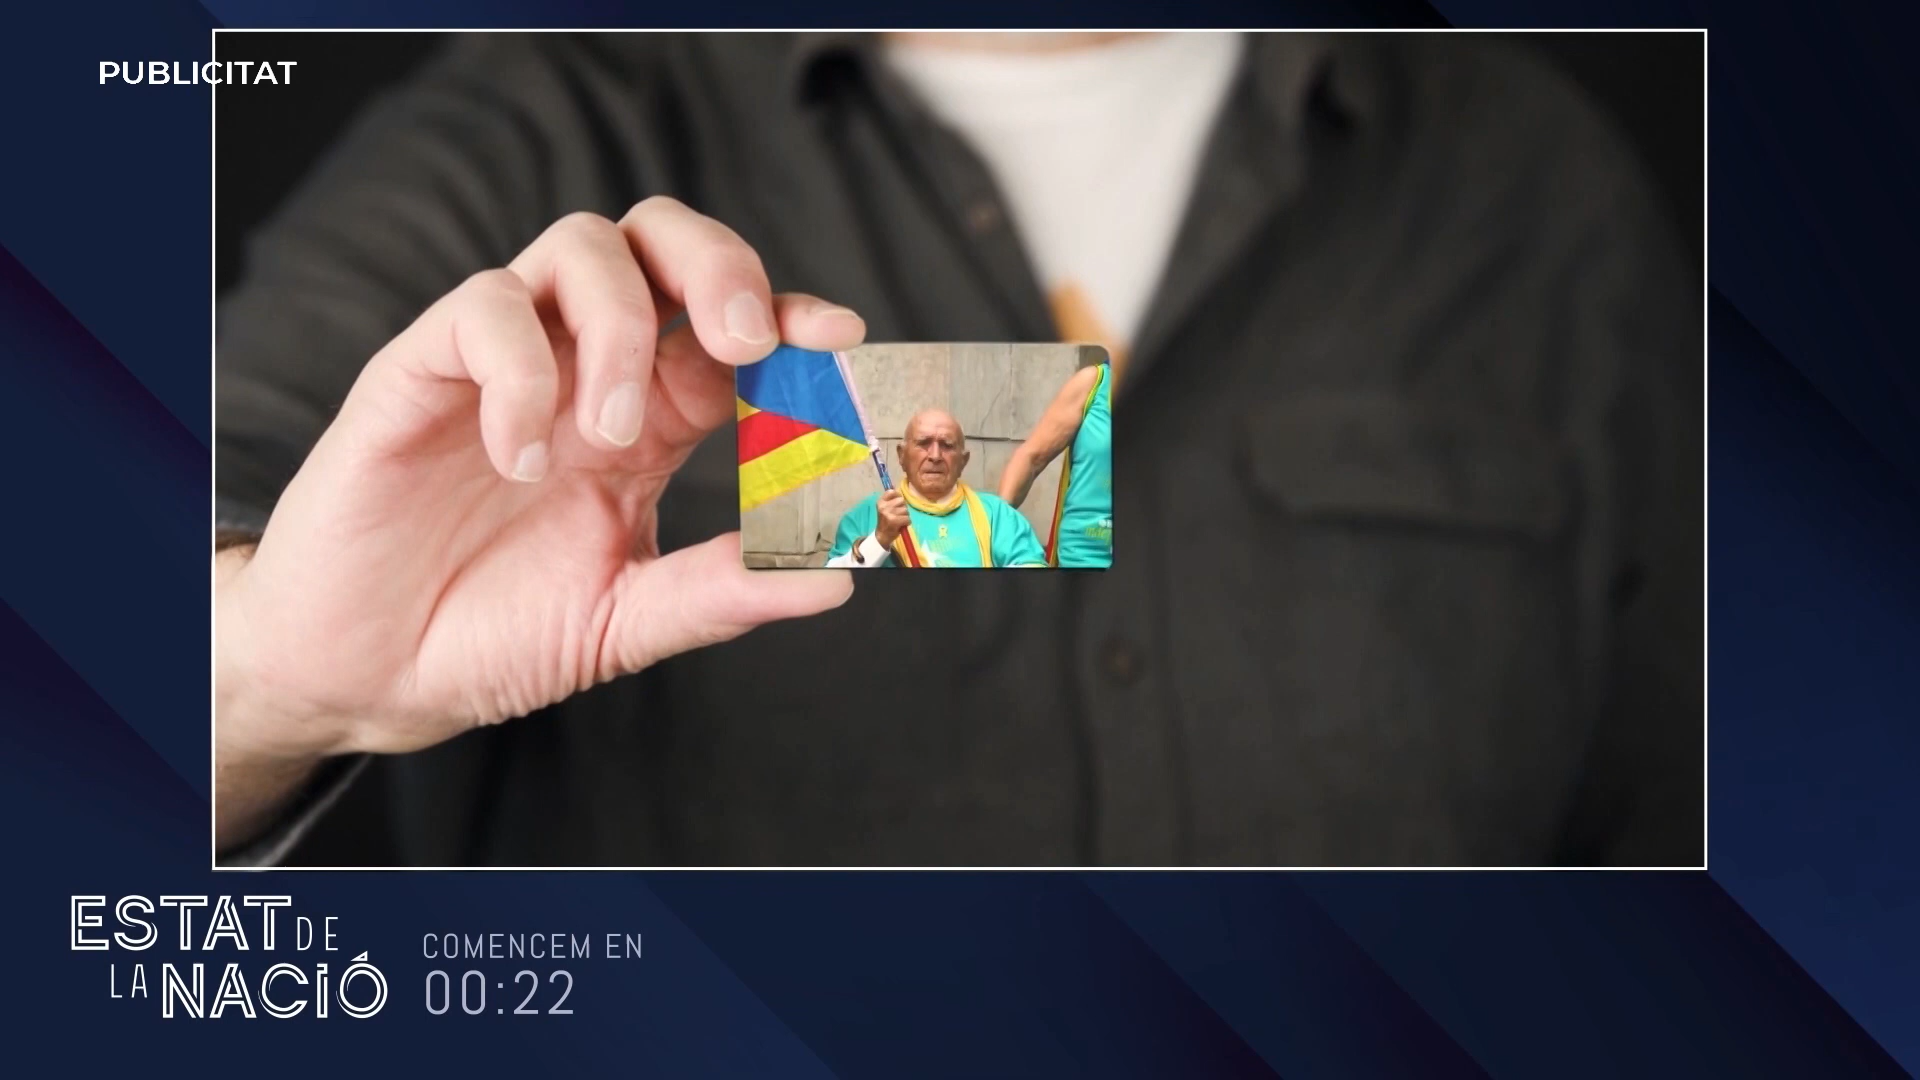 PUBLICITAT
ESTAT DE
LA NACIÓ
COMENCEM EN
00:22